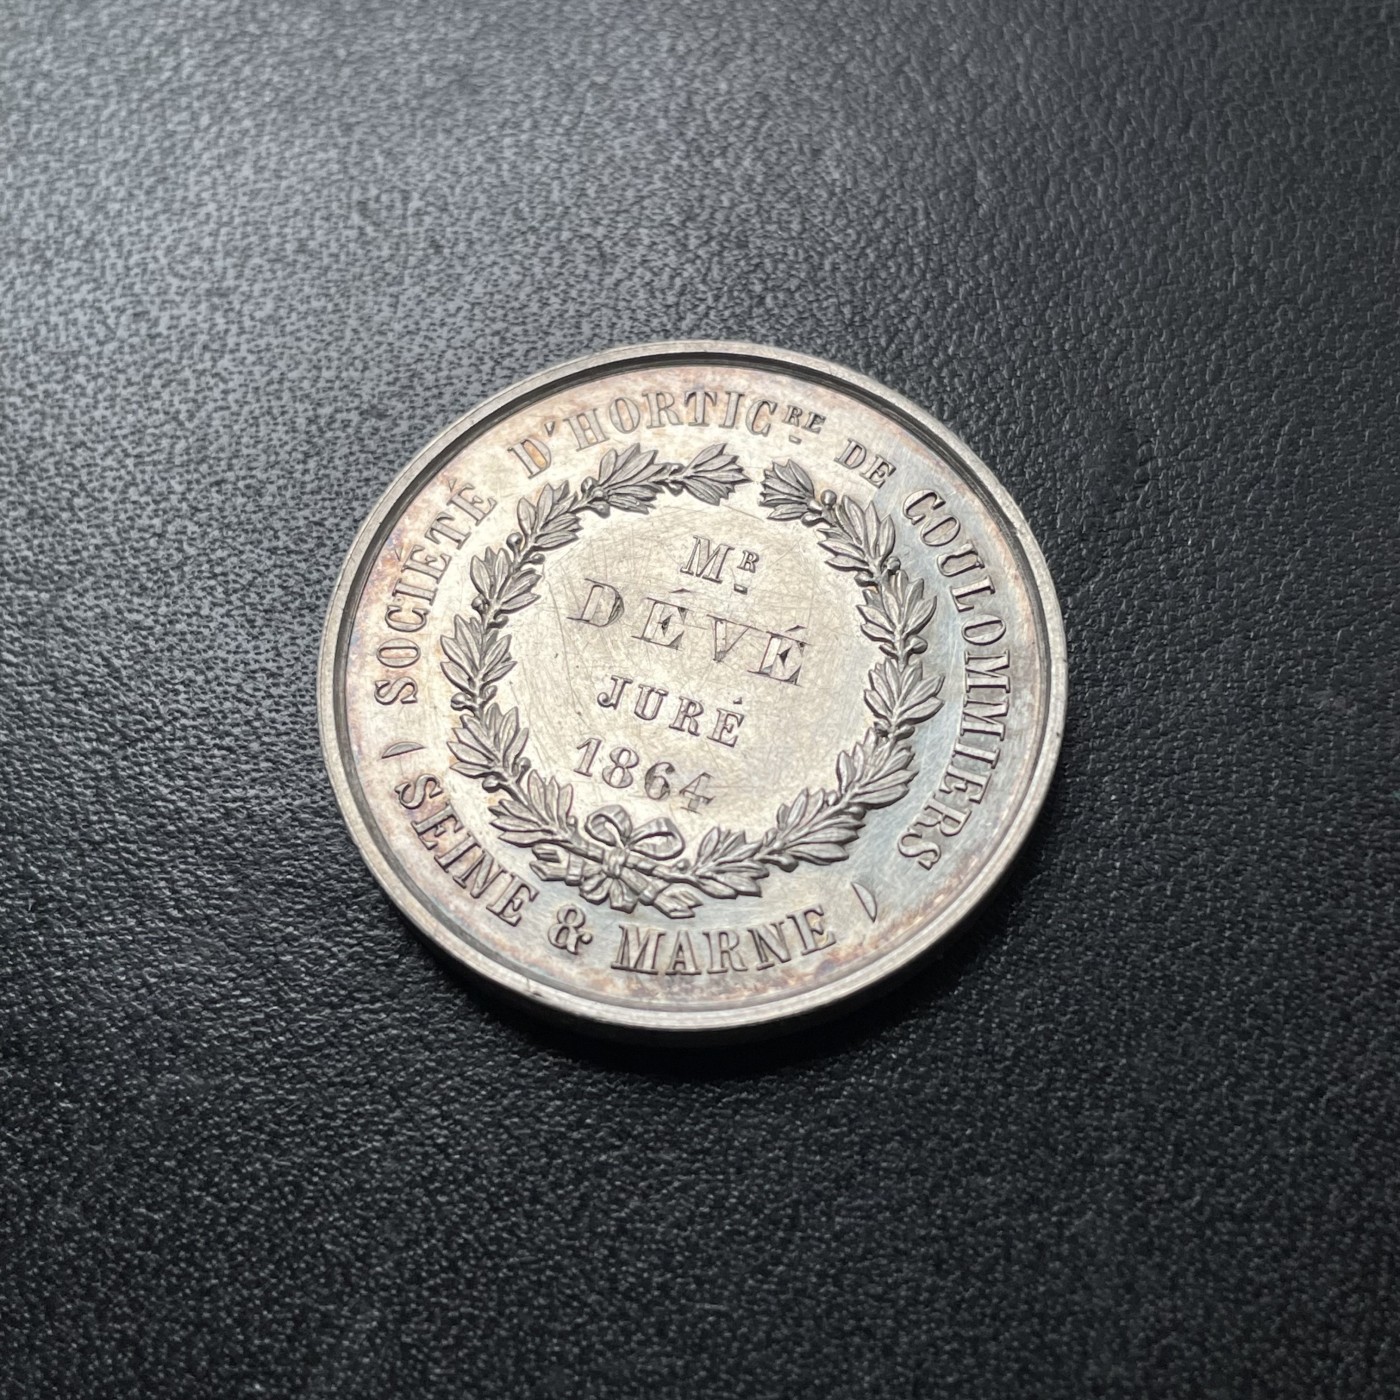 SOCIÉTÉ D'HORTICRE DE COULOMMIERS
( SEINE & MARNE )
MR
DÉVÉ
JURÉ
1864